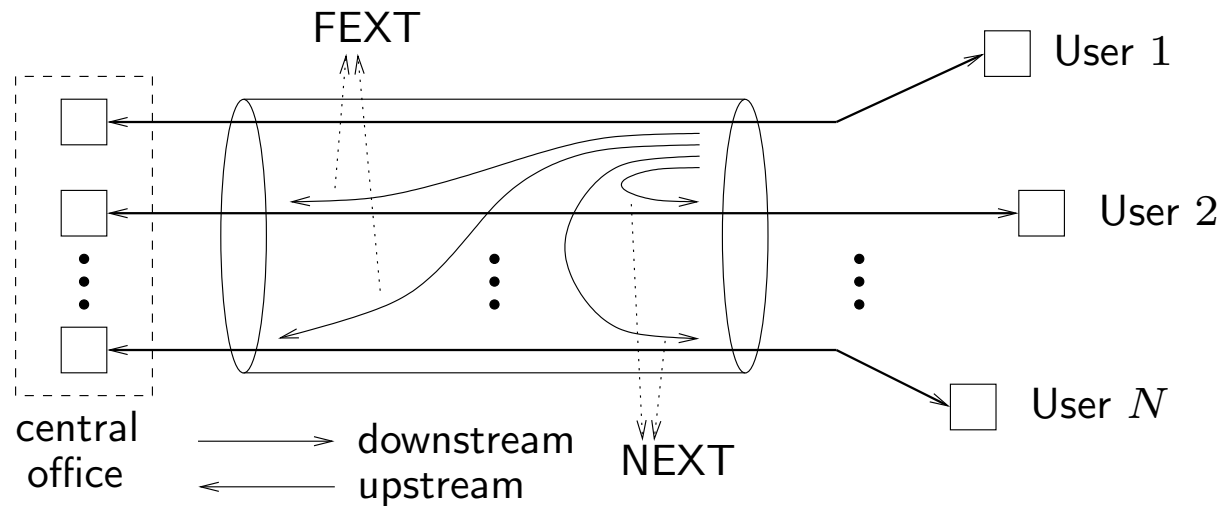 FEXT
User 1
User 2
User N
central
office
downstream
upstream
NEXT